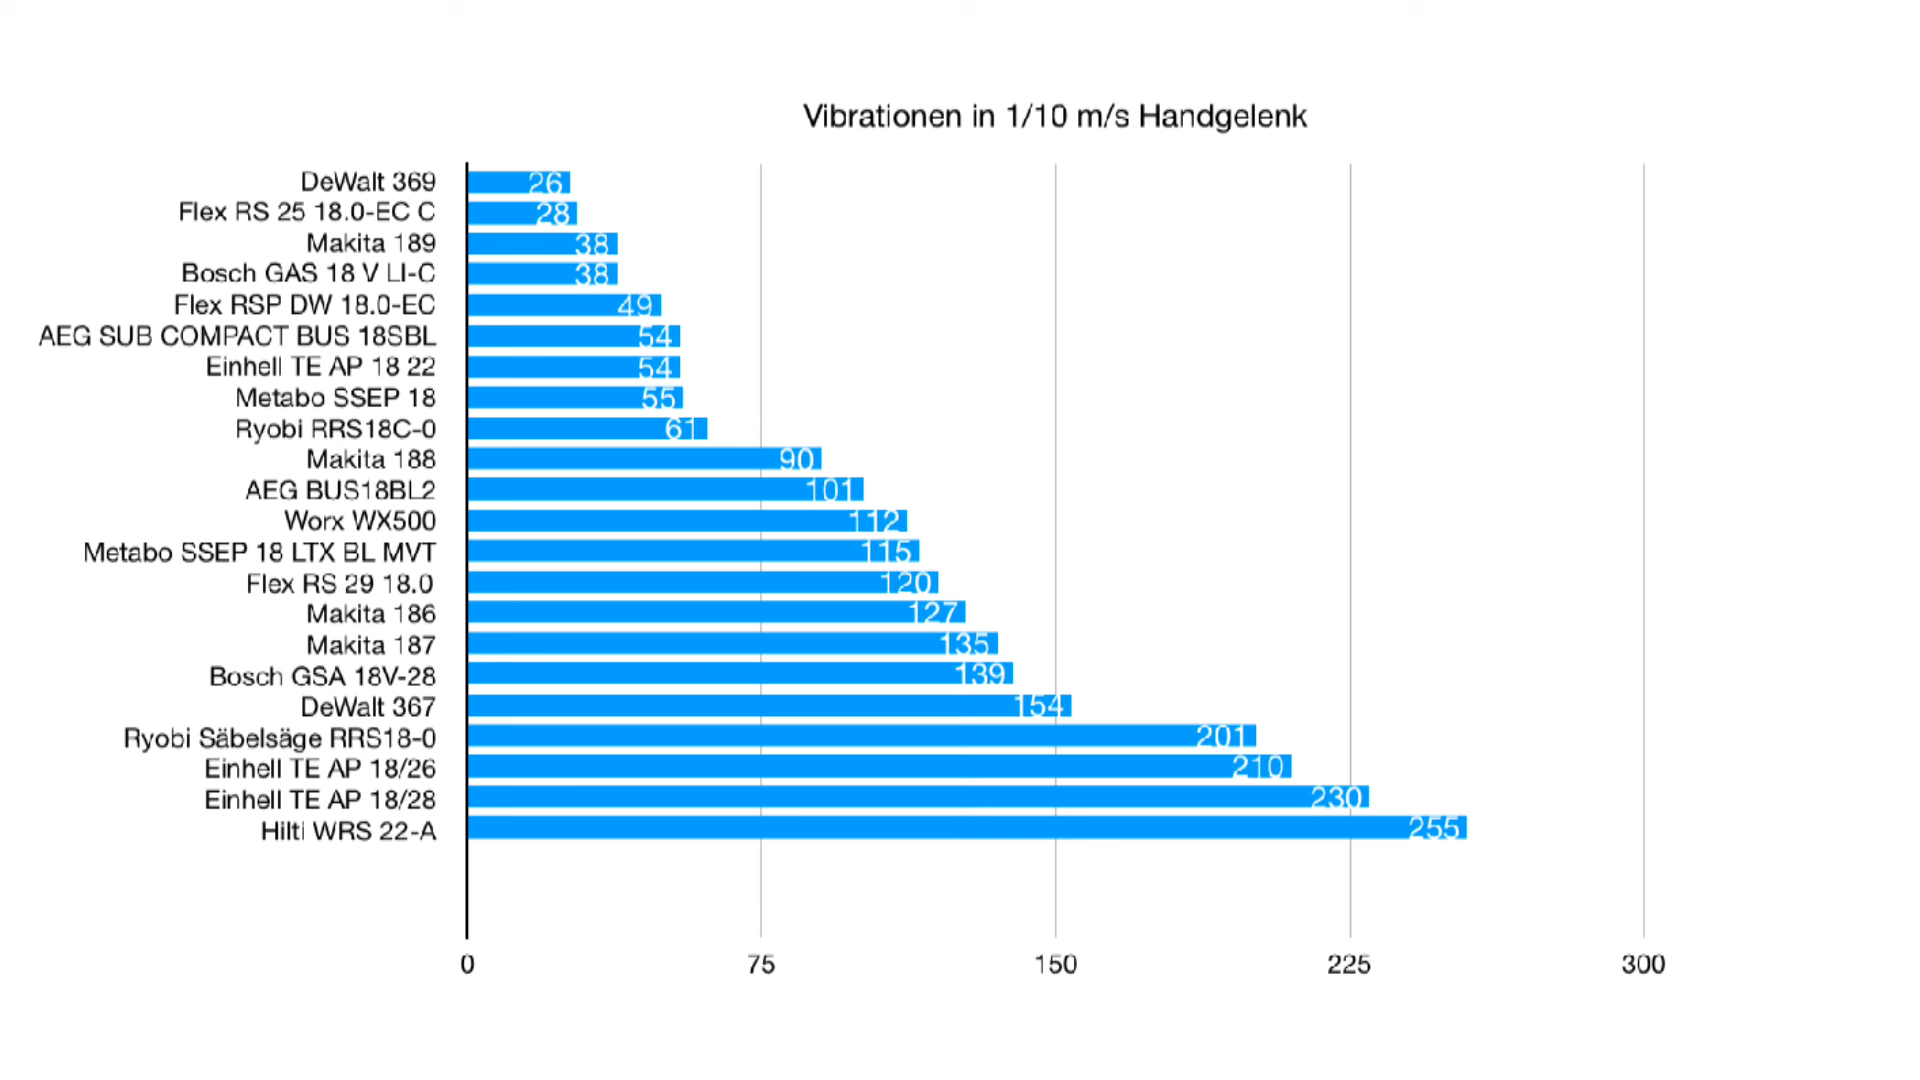 Vibrationen in 1/10 m/s Handgelenk
DeWalt 369 26
Flex RS 25 18.0-EC C 28
Makita 189 38
Bosch GAS 18 V LI-C 38
Flex RSP DW 18.0-EC 49
AEG SUB COMPACT BUS 18SBL 54
Einhell TE AP 18 22 54
Metabo SSEP 18 55
Ryobi RRS18C-0 61
Makita 188 90
AEG BUS18BL2 101
Worx WX500 112
Metabo SSEP 18 LTX BL MVT 115
Flex RS 29 18.0 120
Makita 186 127
Makita 187 135
Bosch GSA 18V-28 139
DeWalt 367 154
Ryobi Säbelsäge RRS18-0 201
Einhell TE AP 18/26 210
Einhell TE AP 18/28 230
Hilti WRS 22-A 255
0 75 150 225 300